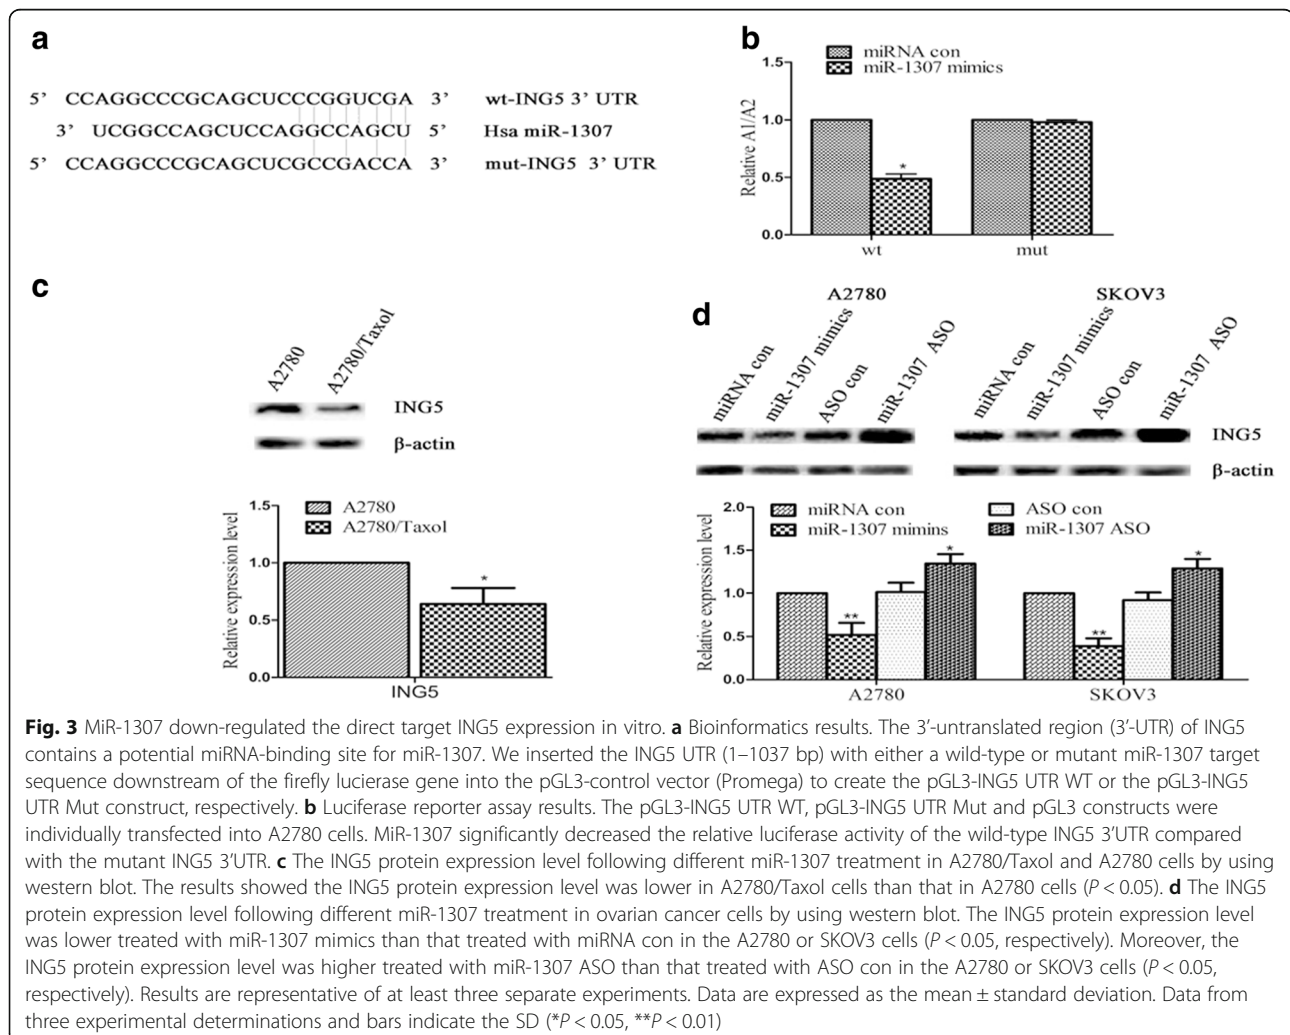 a
5’ CCAGGCCCGCAGCUCCCGGUCGA 3’ wt-ING5 3’ UTR
3’ UCGGCCAGCUCCAGGCCAGCU 5’ Hsa miR-1307
5’ CCAGGCCCGCAGCUCGCCGACCA 3’ mut-ING5 3’ UTR
b
miRNA con
miR-1307 mimics
Relative A1/A2
1.5
1.0
0.5
0.0
*
wt mut
c
A2780 A2780/Taxol
ING5
β-actin
A2780
A2780/Taxol
Relative expression level
1.5
1.0
0.5
0.0
*
ING5
d
A2780 SKOV3
miRNA con miR-1307 mimics ASO con miR-1307 ASO miRNA con miR-1307 mimics ASO con miR-1307 ASO
ING5
β-actin
miRNA con ASO con
miR-1307 mimins miR-1307 ASO
Relative expression level
2.0
1.5
1.0
0.5
0.0
** * ** *
A2780 SKOV3
Fig. 3 MiR-1307 down-regulated the direct target ING5 expression in vitro. a Bioinformatics results. The 3′-untranslated region (3′-UTR) of ING5
contains a potential miRNA-binding site for miR-1307. We inserted the ING5 UTR (1–1037 bp) with either a wild-type or mutant miR-1307 target
sequence downstream of the firefly lucierase gene into the pGL3-control vector (Promega) to create the pGL3-ING5 UTR WT or the pGL3-ING5
UTR Mut construct, respectively. b Luciferase reporter assay results. The pGL3-ING5 UTR WT, pGL3-ING5 UTR Mut and pGL3 constructs were
individually transfected into A2780 cells. MiR-1307 significantly decreased the relative luciferase activity of the wild-type ING5 3′UTR compared
with the mutant ING5 3′UTR. c The ING5 protein expression level following different miR-1307 treatment in A2780/Taxol and A2780 cells by using
western blot. The results showed the ING5 protein expression level was lower in A2780/Taxol cells than that in A2780 cells (P < 0.05). d The ING5
protein expression level following different miR-1307 treatment in ovarian cancer cells by using western blot. The ING5 protein expression level
was lower treated with miR-1307 mimics than that treated with miRNA con in the A2780 or SKOV3 cells (P < 0.05, respectively). Moreover, the
ING5 protein expression level was higher treated with miR-1307 ASO than that treated with ASO con in the A2780 or SKOV3 cells (P < 0.05,
respectively). Results are representative of at least three separate experiments. Data are expressed as the mean ± standard deviation. Data from
three experimental determinations and bars indicate the SD (*P < 0.05, **P < 0.01)